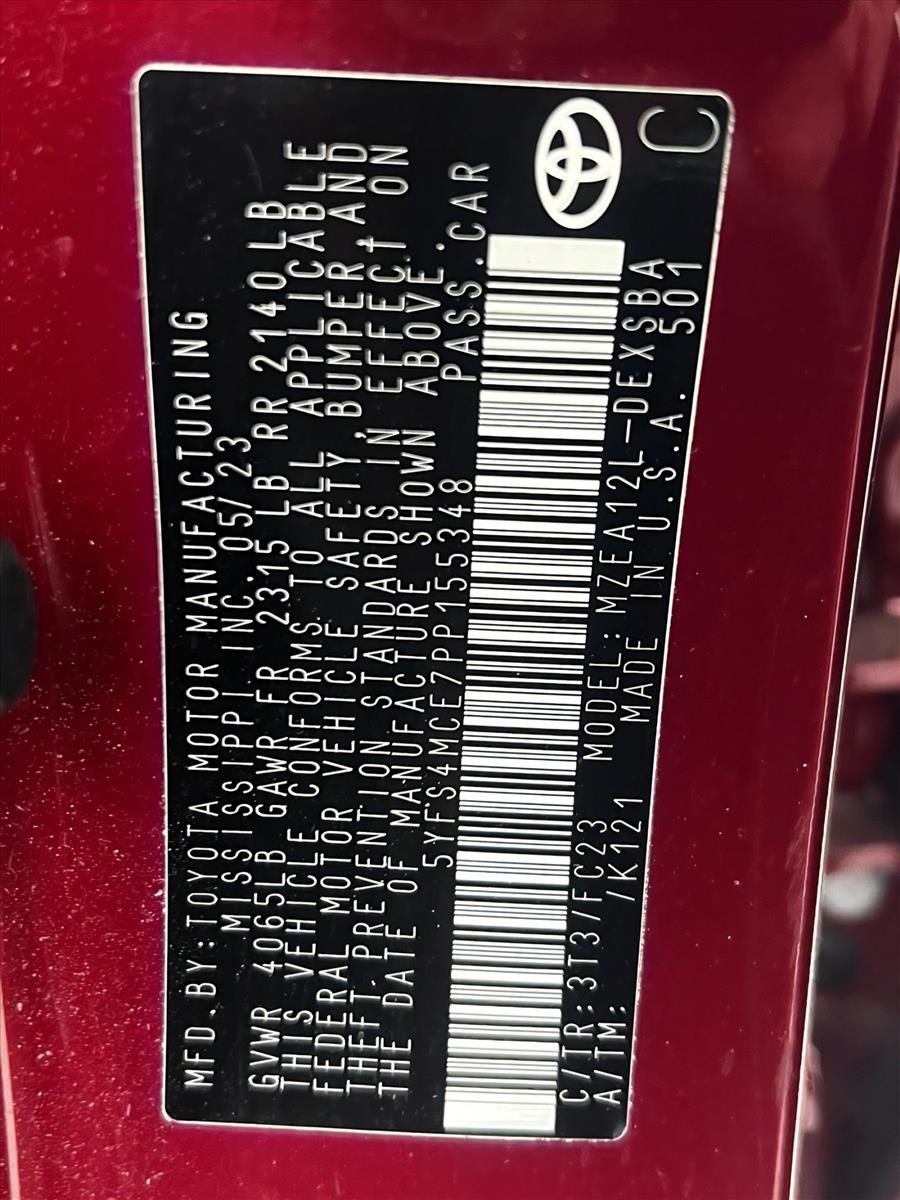 MFD.BY:TOYOTA MOTOR MANUFACTURING
MISSISSIPPI INC. 05/23
GVWR 4065LB GAWR FR 2315 LB RR 2140LB
THIS VEHICLE CONFORMS TO ALL APPLICABLE
FEDERAL MOTOR VEHICLE SAFETY, BUMPER, AND
THEFT PREVENTION STANDARDS IN EFFECT ON
THE DATE OF MANUFACTURE SHOWN ABOVE.
5YFS4MCE7PP155348 PASS.CAR
C/TR:3T3/FC23 MODEL:MZEA12L-DEXSBA
A/TM: /K121 MADE IN U.S.A. 501
C